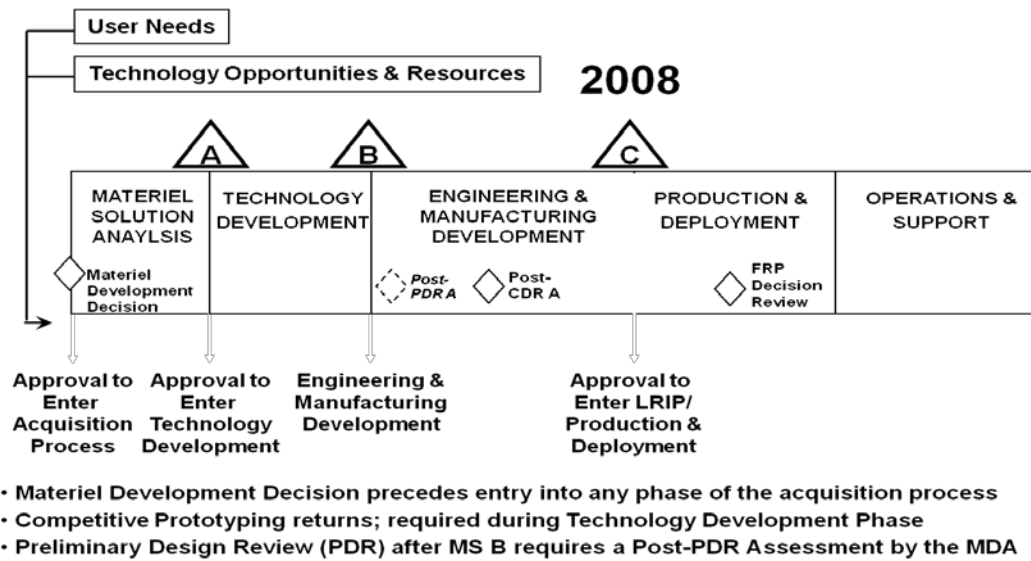 User Needs
Technology Opportunities & Resources
2008
A
B
C
MATERIEL
SOLUTION
ANAYLSIS
TECHNOLOGY
DEVELOPMENT
ENGINEERING &
MANUFACTURING
DEVELOPMENT
PRODUCTION &
DEPLOYMENT
OPERATIONS &
SUPPORT
Materiel
Development
Decision
Post-
PDR A
Post-
CDR A
FRP
Decision
Review
Approval to
Enter
Acquisition
Process
Approval to
Enter
Technology
Development
Engineering &
Manufacturing
Development
Approval to
Enter LRIP/
Production &
Deployment
• Materiel Development Decision precedes entry into any phase of the acquisition process
• Competitive Prototyping returns; required during Technology Development Phase
• Preliminary Design Review (PDR) after MS B requires a Post-PDR Assessment by the MDA